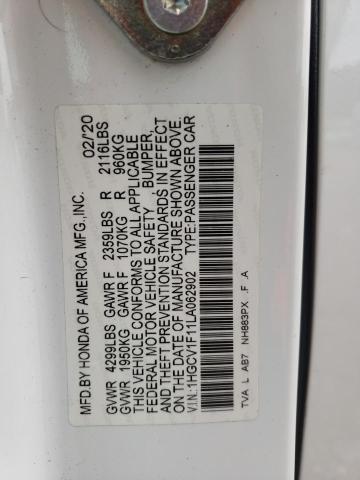 MFD.BY HONDA OF AMERICA MFG.,INC. 02/'20
GVWR 4299LBS GAWR F 2359LBS R 2116LBS
GVWR 1950KG GAWR F 1070KG R 960KG
THIS VEHICLE CONFORMS TO ALL APPLICABLE
FEDERAL MOTOR VEHICLE SAFETY, BUMPER,
AND THEFT PREVENTION STANDARDS IN EFFECT
ON THE DATE OF MANUFACTURE SHOWN ABOVE.
V.I.N:1HGCV1F11LA062902 TYPE:PASSENGER CAR
TVA L AB7 NH883PX .F .A